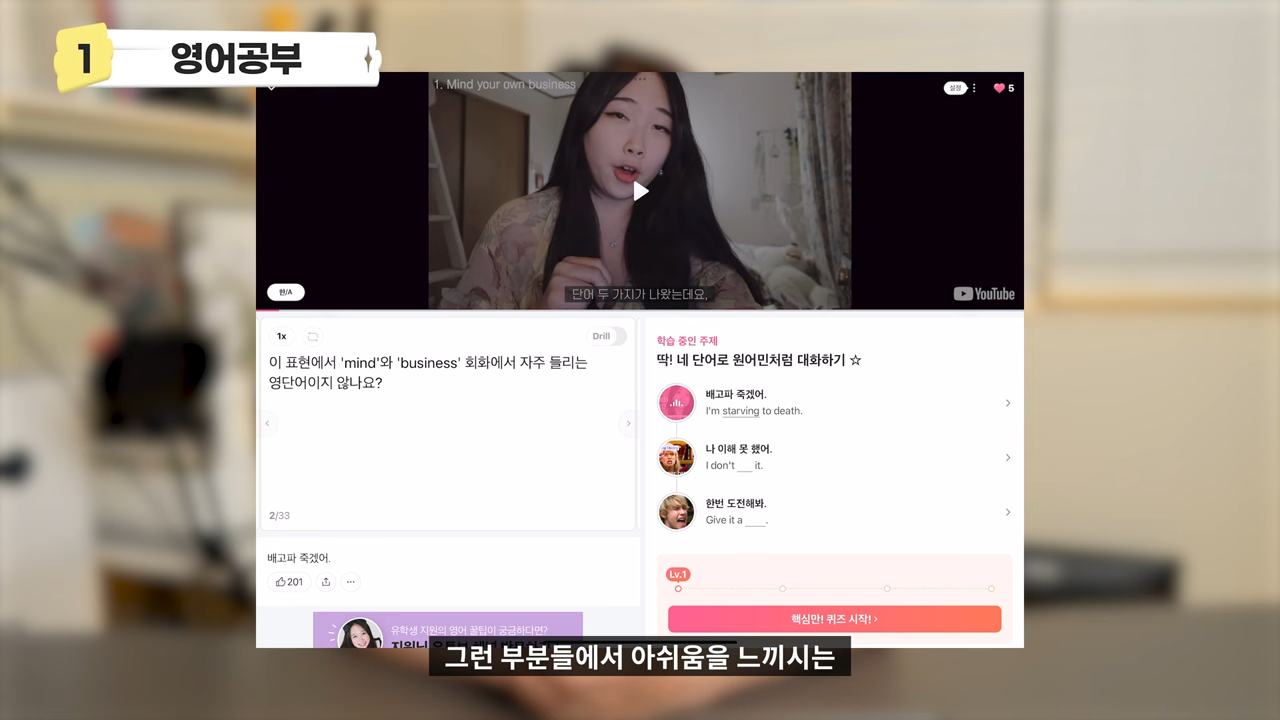 1 영어공부
1. Mind your own business
설정
5
단어 두 가지가 나왔는데요,
한/A
YouTube
1x
Drill
이 표현에서 'mind'와 'business' 회화에서 자주 들리는
영단어이지 않나요?
2/33
배고파 죽겠어.
201
유학생 지원의 영어 꿀팁이 궁금하다면?
학습 중인 주제
딱! 네 단어로 원어민처럼 대화하기 ☆
배고파 죽겠어.
I'm starving to death.
나 이해 못 했어.
I don't ___ it.
한번 도전해봐.
Give it a ____.
Lv.1
핵심만! 퀴즈 시작! ›
그런 부분들에서 아쉬움을 느끼시는